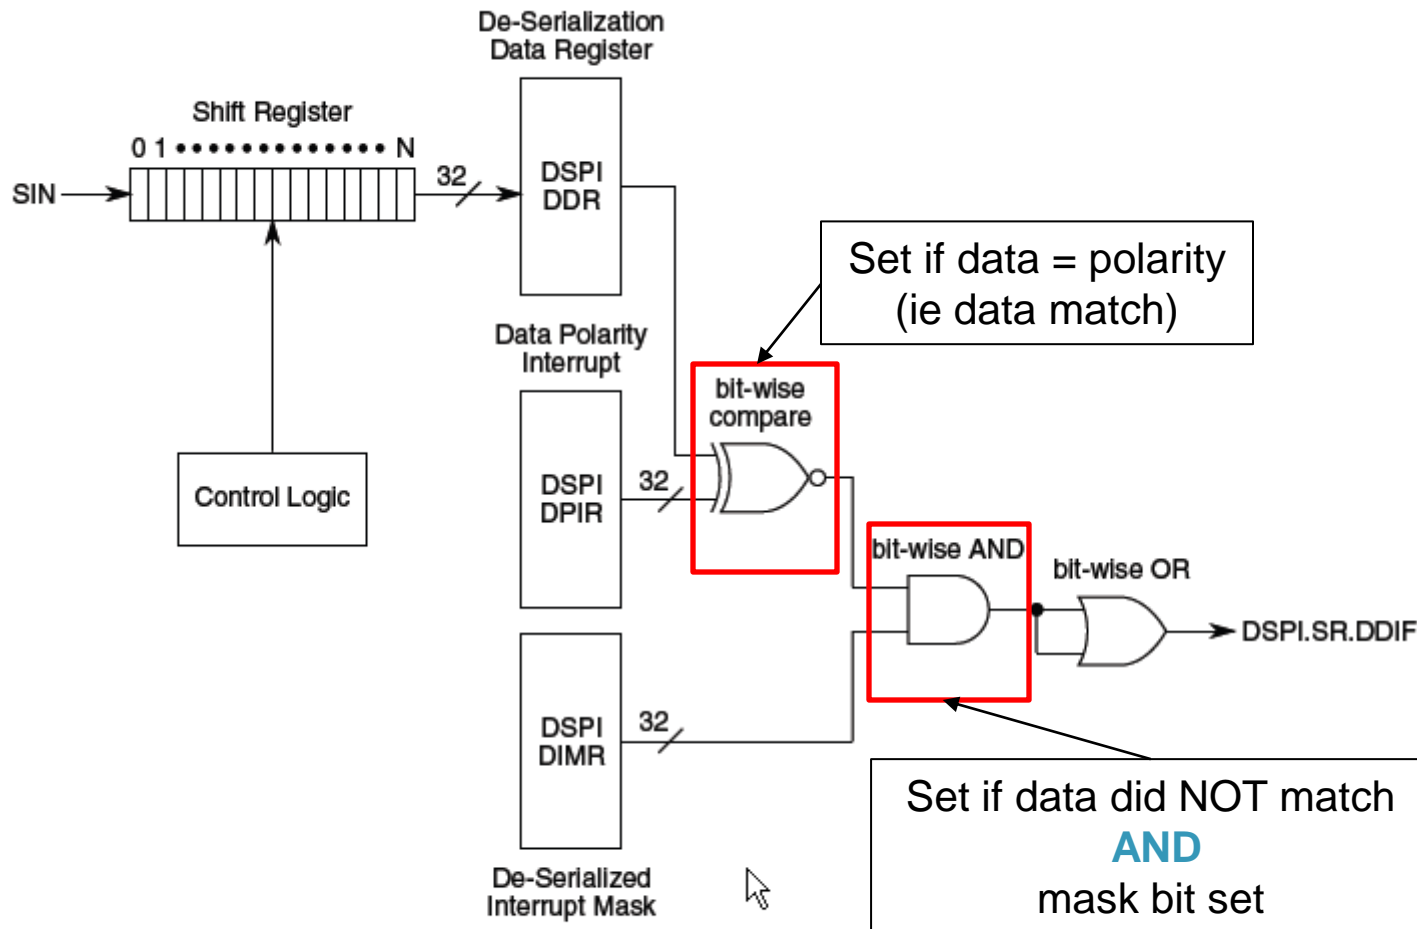 De-Serialization
Data Register
Shift Register
0 1 N
SIN
32
DSPI
DDR
Set if data = polarity
(ie data match)
Data Polarity
Interrupt
bit-wise
compare
DSPI
DPIR
32
Control Logic
bit-wise AND
bit-wise OR
DSPI.SR.DDIF
DSPI
DIMR
32
Set if data did NOT match
AND
mask bit set
De-Serialized
Interrupt Mask